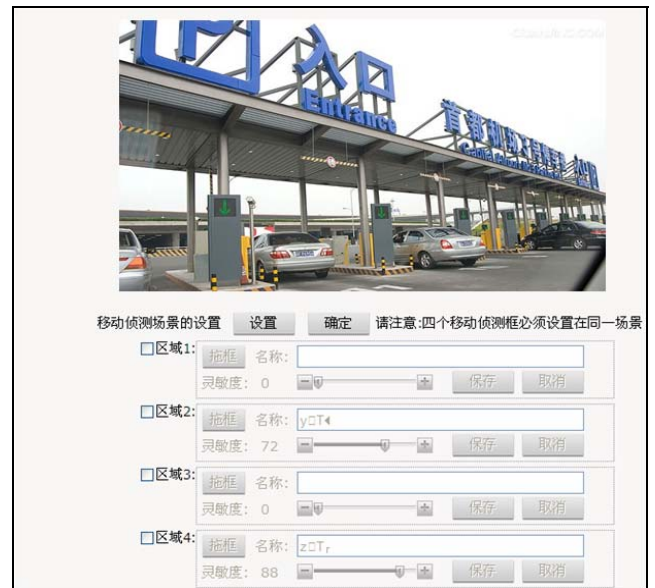 P 入口
Entrance
首都机场
移动侦测场景的设置 设置 确定 请注意:四个移动侦测框必须设置在同一场景
区域1: 拖框 名称:
灵敏度: 0 保存 取消
区域2: 拖框 名称: y□T
灵敏度: 72 保存 取消
区域3: 拖框 名称:
灵敏度: 0 保存 取消
区域4: 拖框 名称: z□Tr
灵敏度: 88 保存 取消